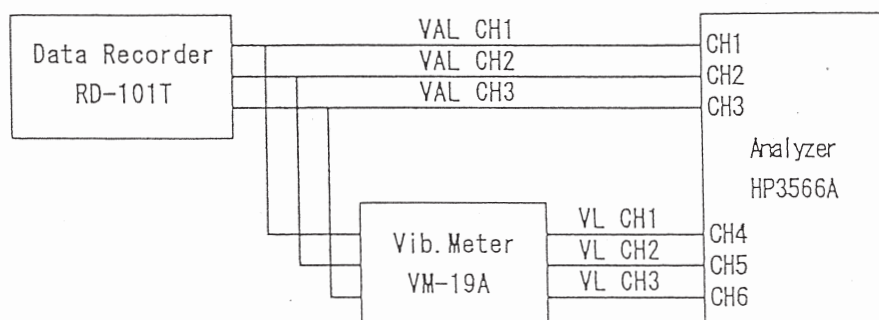 Data Recorder
RD-101T
VAL CH1
VAL CH2
VAL CH3
CH1
CH2
CH3
Analyzer
HP3566A
Vib. Meter
VM-19A
VL CH1
VL CH2
VL CH3
CH4
CH5
CH6